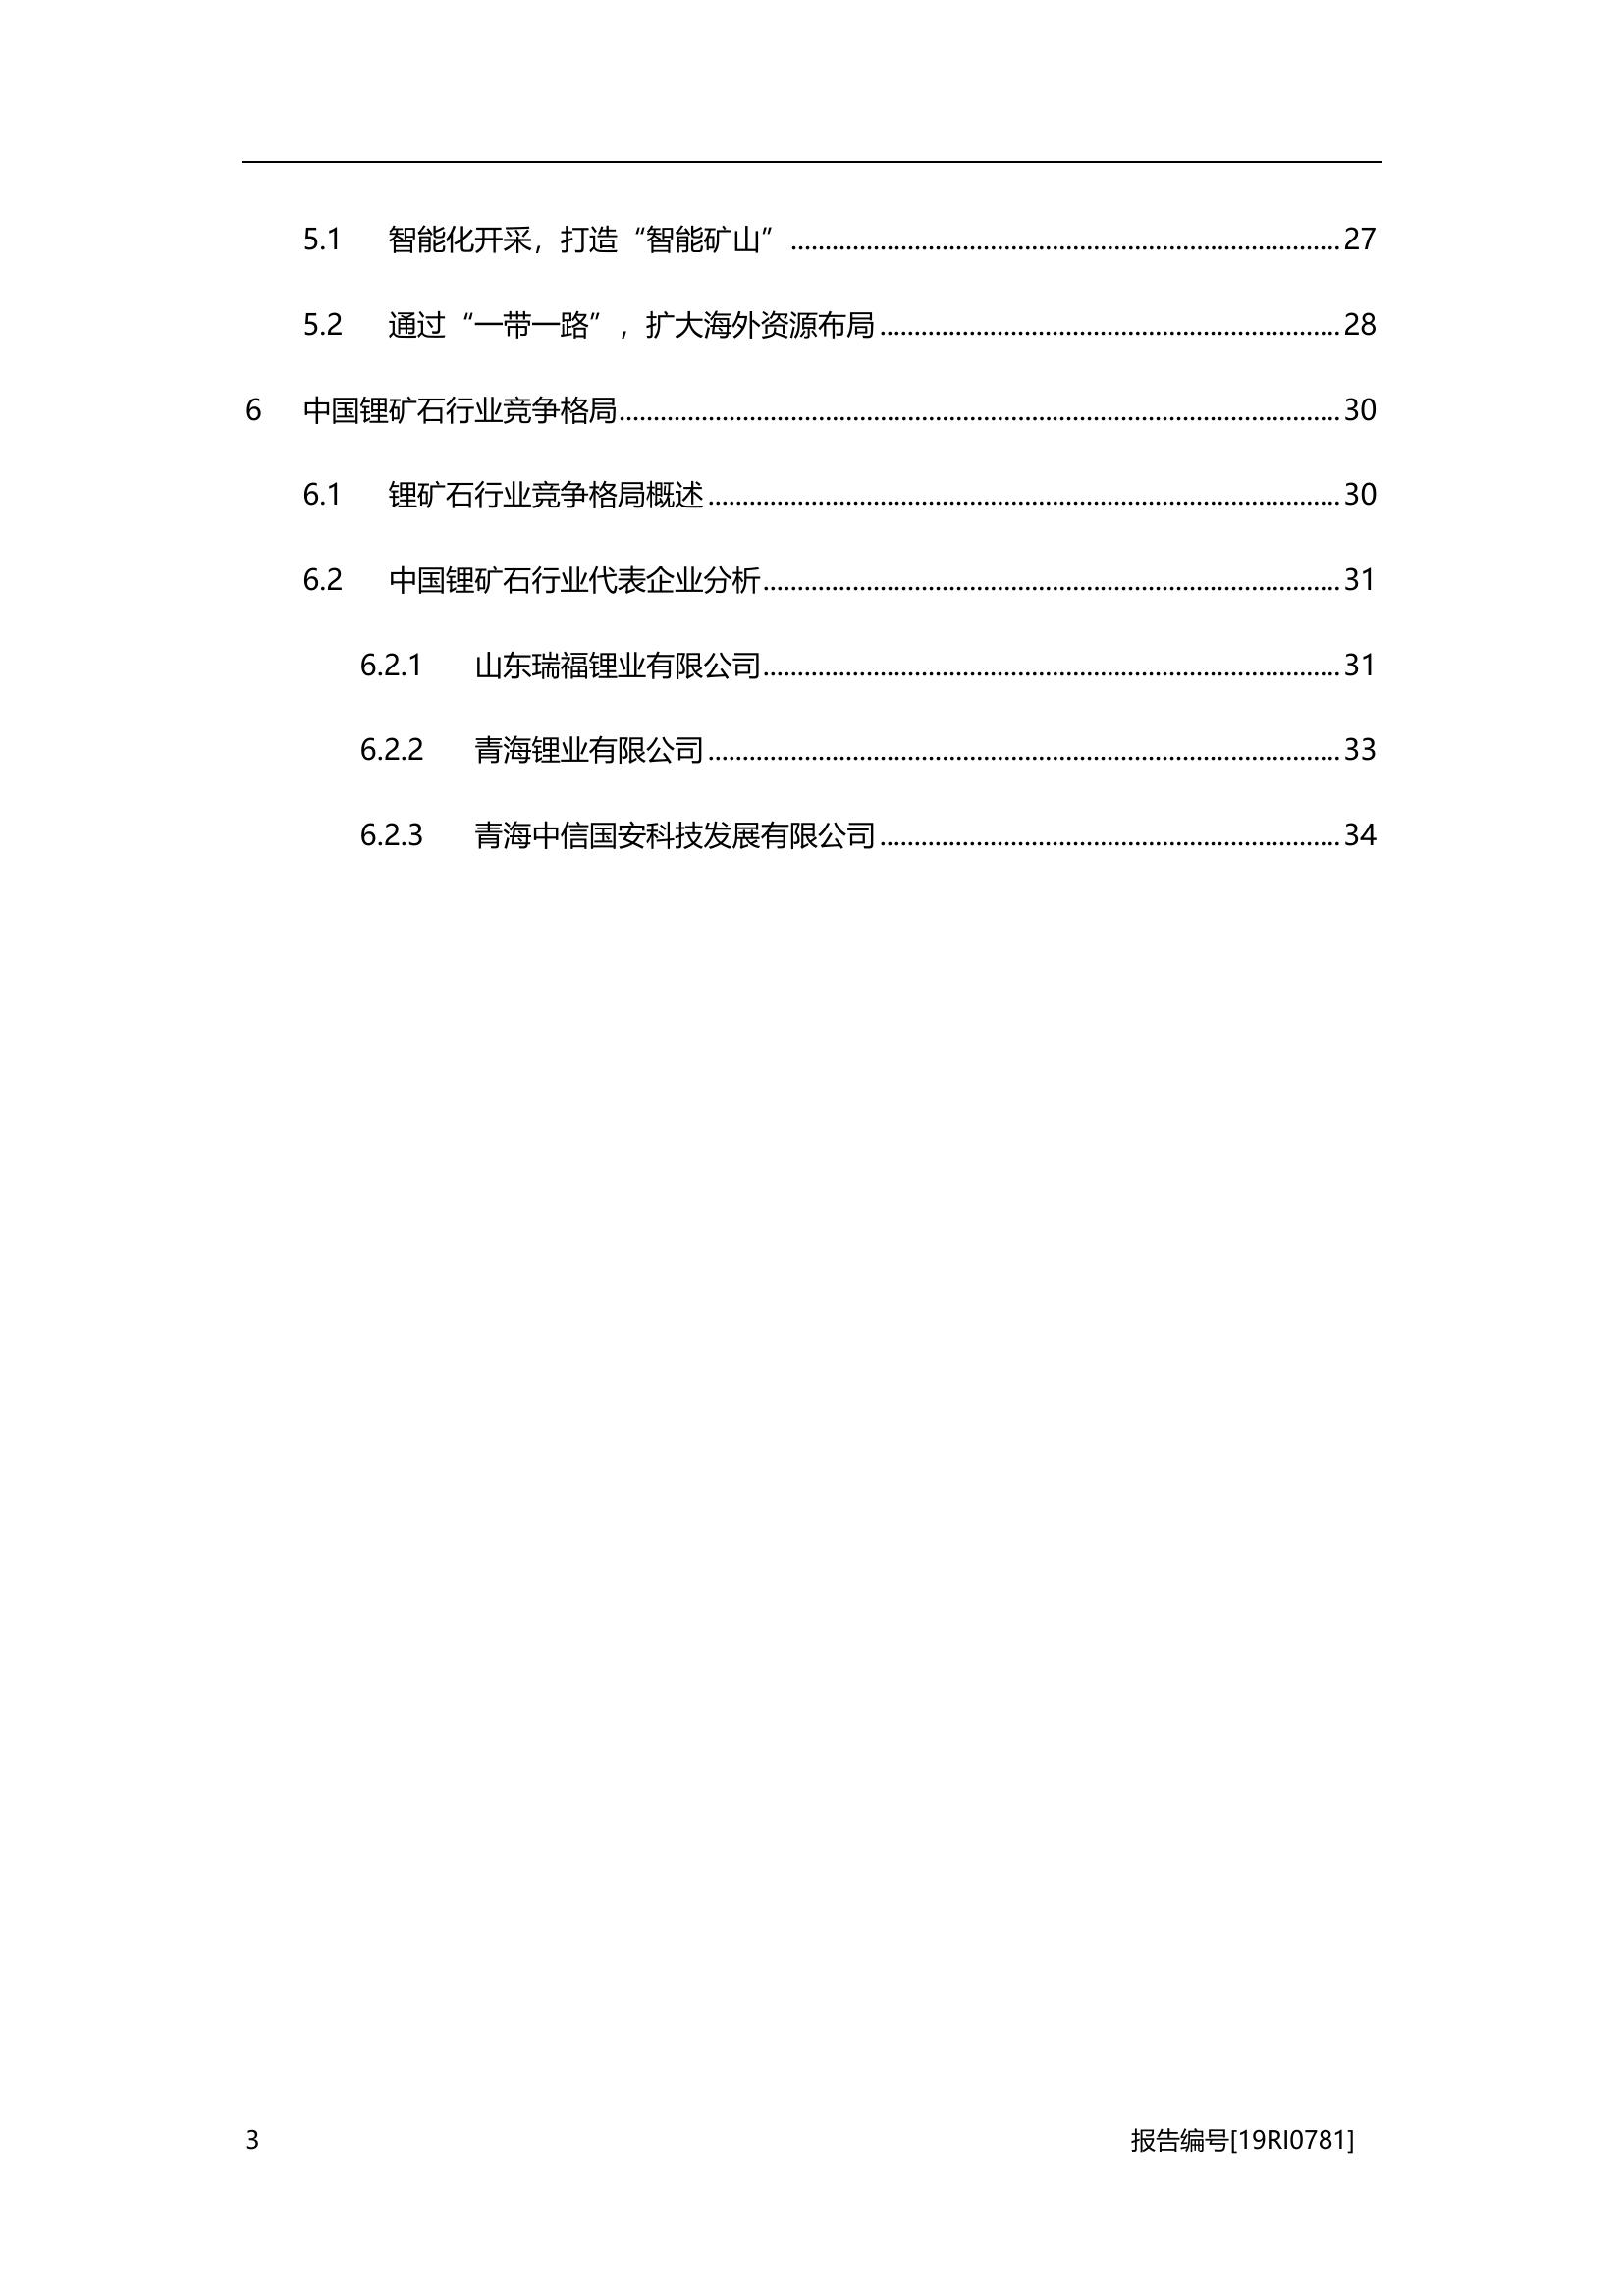 5.1 智能化开采，打造“智能矿山” ........ 27
5.2 通过“一带一路”，扩大海外资源布局 ........ 28
6 中国锂矿石行业竞争格局 ........ 30
6.1 锂矿石行业竞争格局概述 ........ 30
6.2 中国锂矿石行业代表企业分析 ........ 31
6.2.1 山东瑞福锂业有限公司 ........ 31
6.2.2 青海锂业有限公司 ........ 33
6.2.3 青海中信国安科技发展有限公司 ........ 34
3 报告编号[19RI0781]